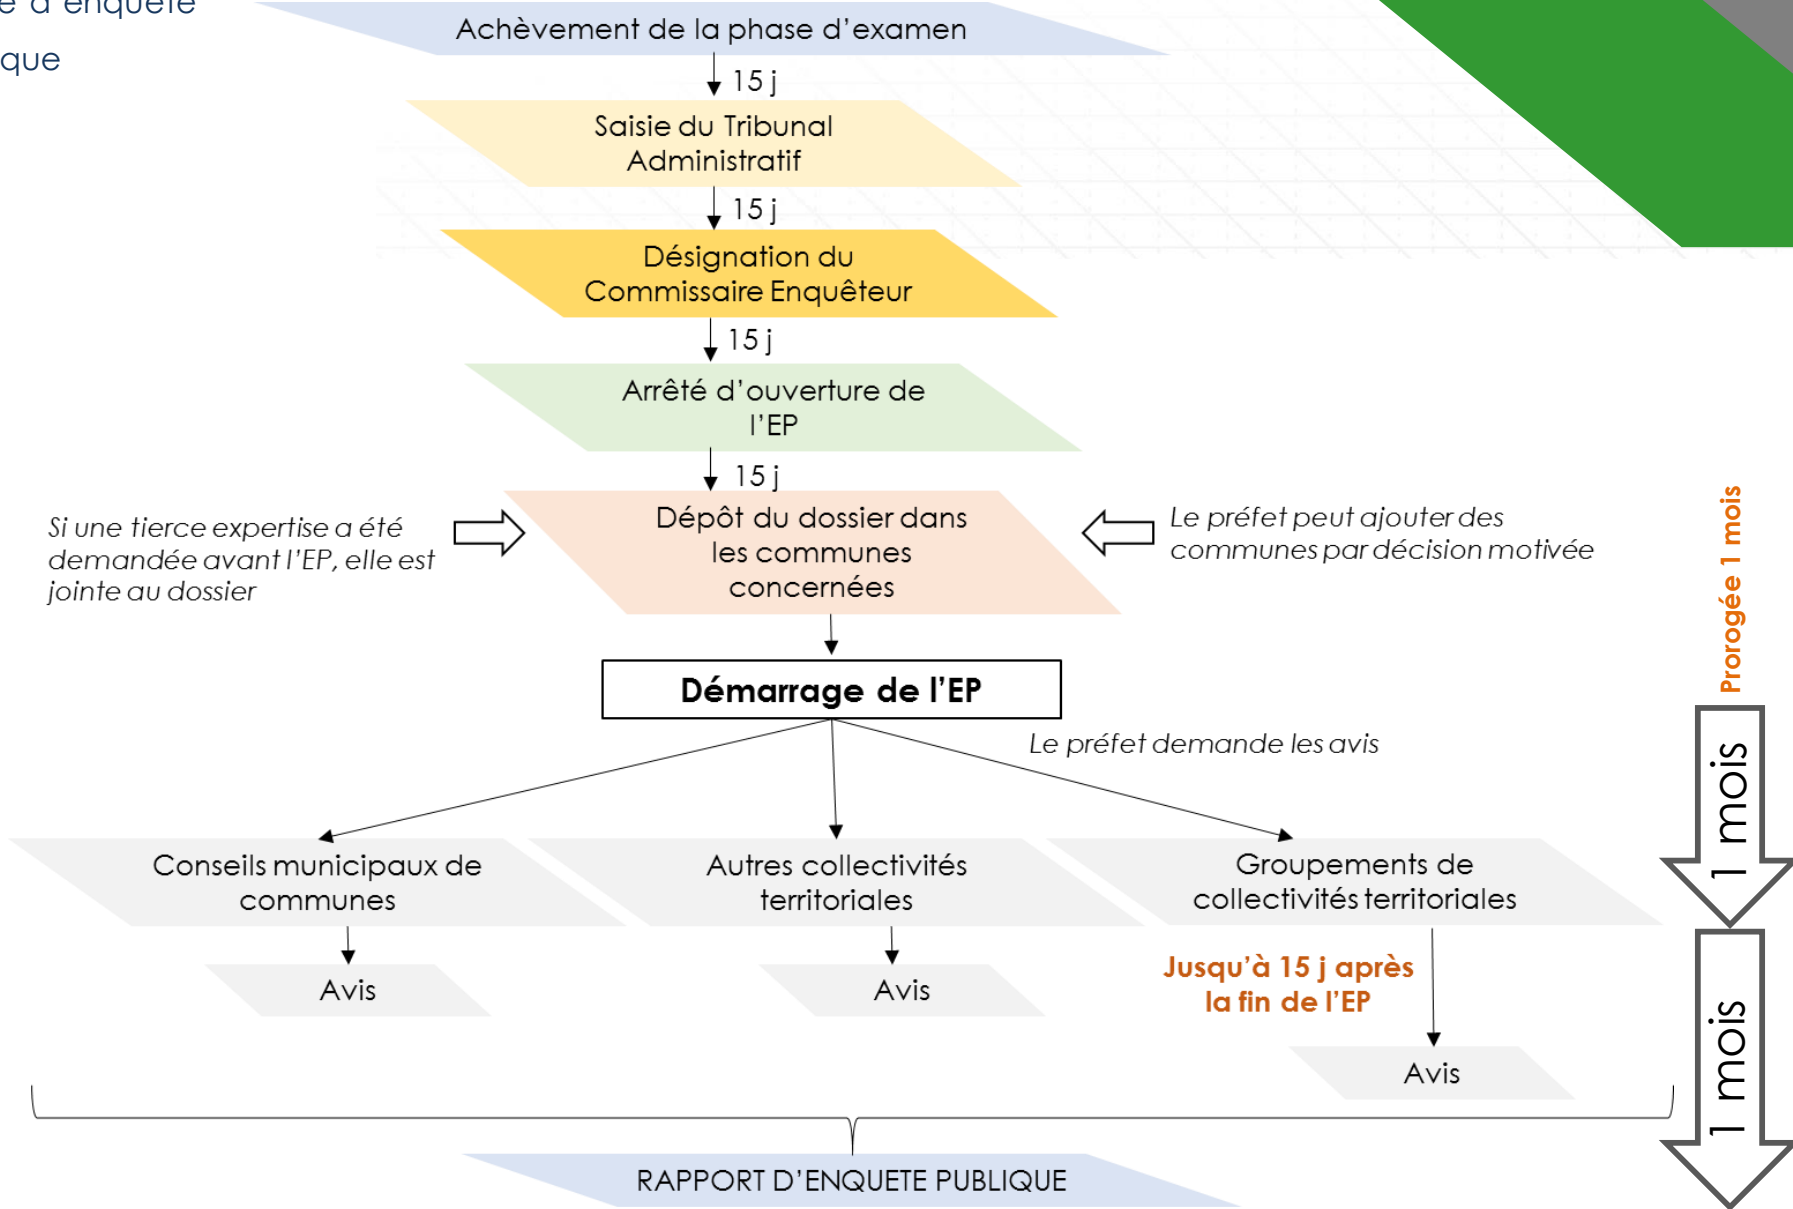 e d'enquête
que
Achèvement de la phase d'examen
15 j
Saisie du Tribunal
Administratif
15 j
Désignation du
Commissaire Enquêteur
15 j
Arrêté d'ouverture de
l'EP
15 j
Si une tierce expertise a été
demandée avant l'EP, elle est
jointe au dossier
Dépôt du dossier dans
les communes
concernées
Le préfet peut ajouter des
communes par décision motivée
Prorogée 1 mois
Démarrage de l'EP
Le préfet demande les avis
1 mois
Conseils municipaux de
communes
Autres collectivités
territoriales
Groupements de
collectivités territoriales
Avis
Avis
Jusqu'à 15 j après
la fin de l'EP
Avis
1 mois
RAPPORT D'ENQUETE PUBLIQUE